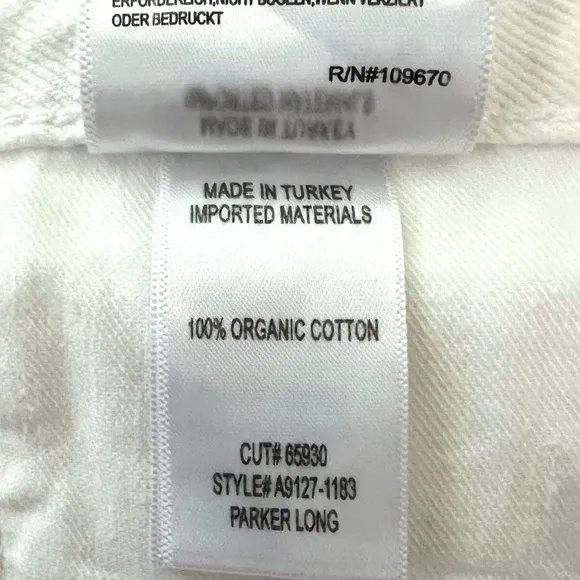 ERFORDERLICH,NICHT BÜGELN,WENN VERZIERT
ODER BEDRUCKT
R/N#109670
MADE IN TURKEY
IMPORTED MATERIALS
100% ORGANIC COTTON
CUT# 65930
STYLE# A9127-1183
PARKER LONG